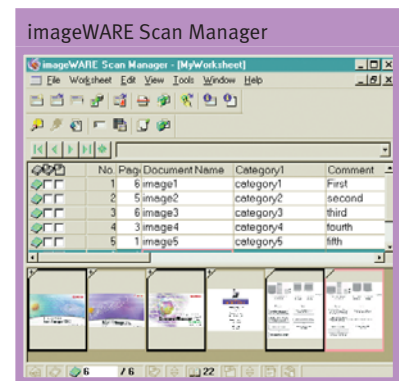 imageWARE Scan Manager
imageWARE Scan Manager - [MyWorksheet]
File Worksheet Edit View Tools Window Help
No. Page Document Name Category1 Comment
1 6 image1 category1 First
2 5 image2 category2 second
3 6 image3 category3 third
4 3 image4 category4 fourth
5 1 image5 category5 fifth
6 / 6 22